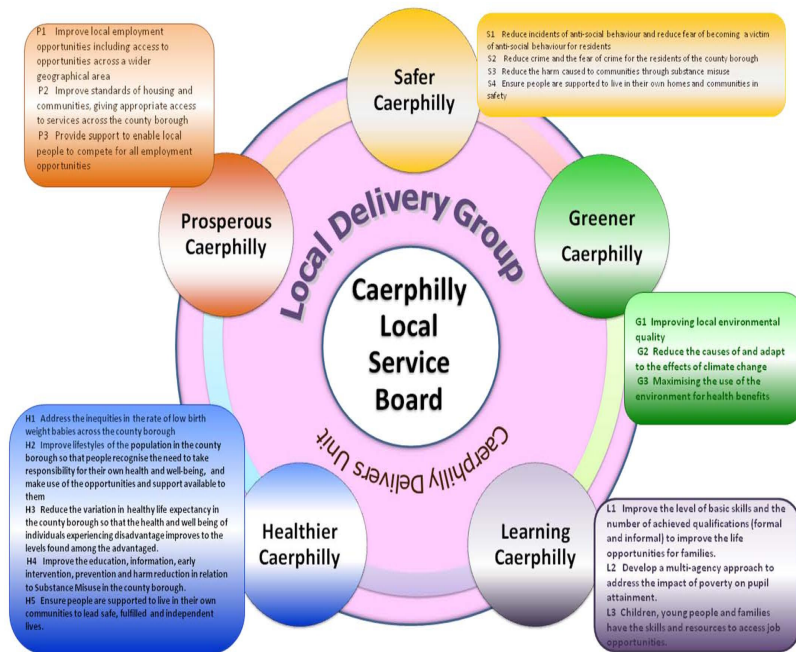 P1 Improve local employment
opportunities including access to
opportunities across a wider
geographical area
P2 Improve standards of housing and
communities, giving appropriate access
to services across the county borough
P3 Provide support to enable local
people to compete for all employment
opportunities
Safer
Caerphilly
S1 Reduce incidents of anti-social behaviour and reduce fear of becoming a victim
of anti-social behaviour for residents
S2 Reduce crime and the fear of crime for the residents of the county borough
S3 Reduce the harm caused to communities through substance misuse
S4 Ensure people are supported to live in their own homes and communities in
safety
Prosperous
Caerphilly
Local Delivery Group
Greener
Caerphilly
Caerphilly
Local
Service
Board
G1 Improving local environmental
quality
G2 Reduce the causes of and adapt
to the effects of climate change
G3 Maximising the use of the
environment for health benefits
Caerphilly Delivers Unit
H1 Address the inequities in the rate of low birth
weight babies across the county borough
H2 Improve lifestyles of the population in the county
borough so that people recognise the need to take
responsibility for their own health and well-being, and
make use of the opportunities and support available to
them
H3 Reduce the variation in healthy life expectancy in
the county borough so that the health and well being of
individuals experiencing disadvantage improves to the
levels found among the advantaged.
H4 Improve the education, information, early
intervention, prevention and harm reduction in relation
to Substance Misuse in the county borough.
H5 Ensure people are supported to live in their own
communities to lead safe, fulfilled and independent
lives.
Healthier
Caerphilly
Learning
Caerphilly
L1 Improve the level of basic skills and the
number of achieved qualifications (formal
and informal) to improve the life
opportunities for families.
L2 Develop a multi-agency approach to
address the impact of poverty on pupil
attainment.
L3 Children, young people and families
have the skills and resources to access job
opportunities.